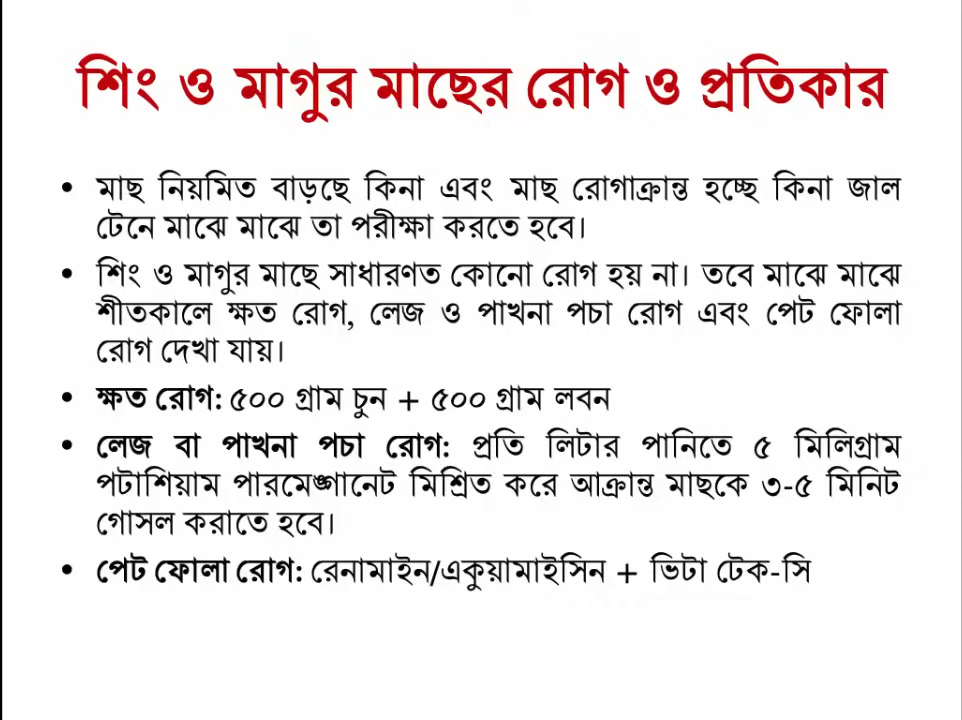 শিং ও মাগুর মাছের রোগ ও প্রতিকার
• মাছ নিয়মিত বাড়ছে কিনা এবং মাছ রোগাক্রান্ত হচ্ছে কিনা জাল
টেনে মাঝে মাঝে তা পরীক্ষা করতে হবে।
• শিং ও মাগুর মাছে সাধারণত কোনো রোগ হয় না। তবে মাঝে মাঝে
শীতকালে ক্ষত রোগ, লেজ ও পাখনা পচা রোগ এবং পেট ফোলা
রোগ দেখা যায়।
• ক্ষত রোগ: ৫০০ গ্রাম চুন + ৫০০ গ্রাম লবন
• লেজ বা পাখনা পচা রোগ: প্রতি লিটার পানিতে ৫ মিলিগ্রাম
পটাশিয়াম পারমেঙ্গানেট মিশ্রিত করে আক্রান্ত মাছকে ৩-৫ মিনিট
গোসল করাতে হবে।
• পেট ফোলা রোগ: রেনামাইন/একুয়ামাইসিন + ভিটা টেক-সি